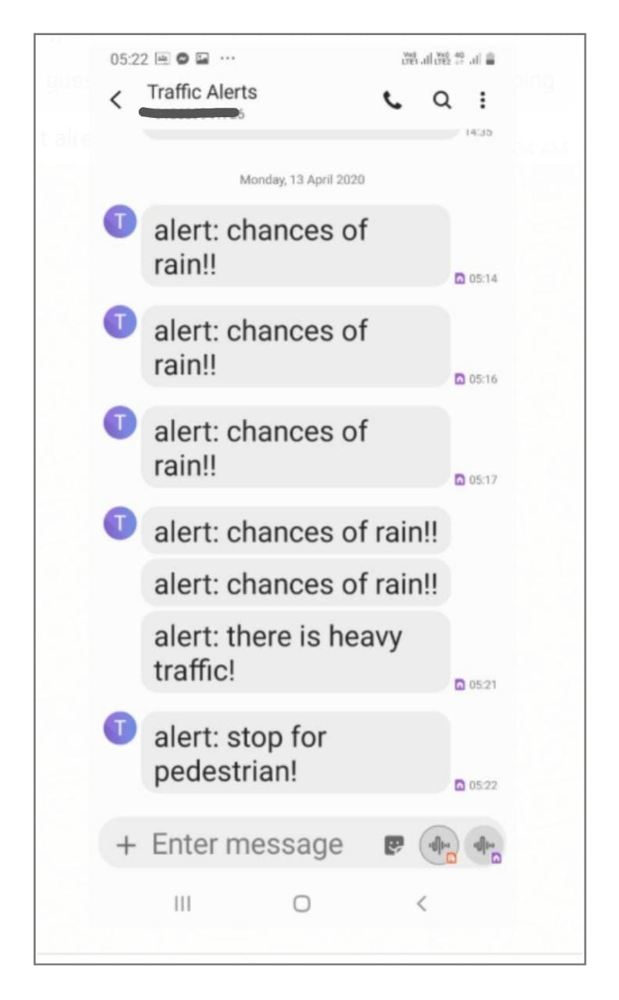 05:22
Traffic Alerts
14:35
Monday, 13 April 2020
T
alert: chances of
rain!!
05:14
T
alert: chances of
rain!!
05:16
T
alert: chances of
rain!!
05:17
T
alert: chances of rain!!
alert: chances of rain!!
alert: there is heavy
traffic!
05:21
T
alert: stop for
pedestrian!
05:22
+ Enter message